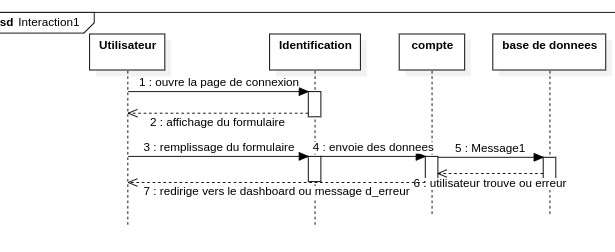 sd Interaction1
Utilisateur
Identification
compte
base de donnees
1 : ouvre la page de connexion
2 : affichage du formulaire
3 : remplissage du formulaire
4 : envoie des donnees
5 : Message1
6 : utilisateur trouve ou erreur
7 : redirige vers le dashboard ou message d_erreur